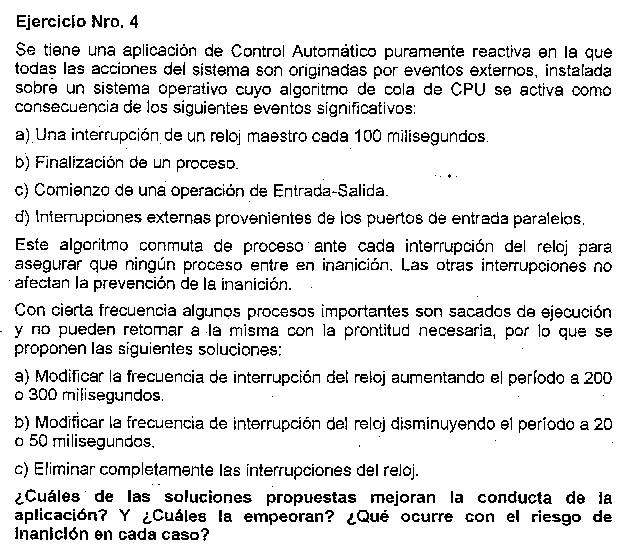 Ejercicio Nro. 4
Se tiene una aplicación de Control Automático puramente reactiva en la que
todas las acciones del sistema son originadas por eventos externos, instalada
sobre un sistema operativo cuyo algoritmo de cola de CPU se activa como
consecuencia de los siguientes eventos significativos:
a) Una interrupción de un reloj maestro cada 100 milisegundos.
b) Finalización de un proceso.
c) Comienzo de una operación de Entrada-Salida.
d) Interrupciones externas provenientes de los puertos de entrada paralelos.
Este algoritmo conmuta de proceso ante cada interrupción del reloj para
asegurar que ningún proceso entre en inanición. Las otras interrupciones no
afectan la prevención de la inanición.
Con cierta frecuencia algunos procesos importantes son sacados de ejecución
y no pueden retornar a la misma con la prontitud necesaria, por lo que se
proponen las siguientes soluciones:
a) Modificar la frecuencia de interrupción del reloj aumentando el período a 200
o 300 milisegundos.
b) Modificar la frecuencia de interrupción del reloj disminuyendo el período a 20
o 50 milisegundos.
c) Eliminar completamente las interrupciones del reloj.
¿Cuáles de las soluciones propuestas mejoran la conducta de la
aplicación? Y ¿Cuáles la empeoran? ¿Qué ocurre con el riesgo de
inanición en cada caso?